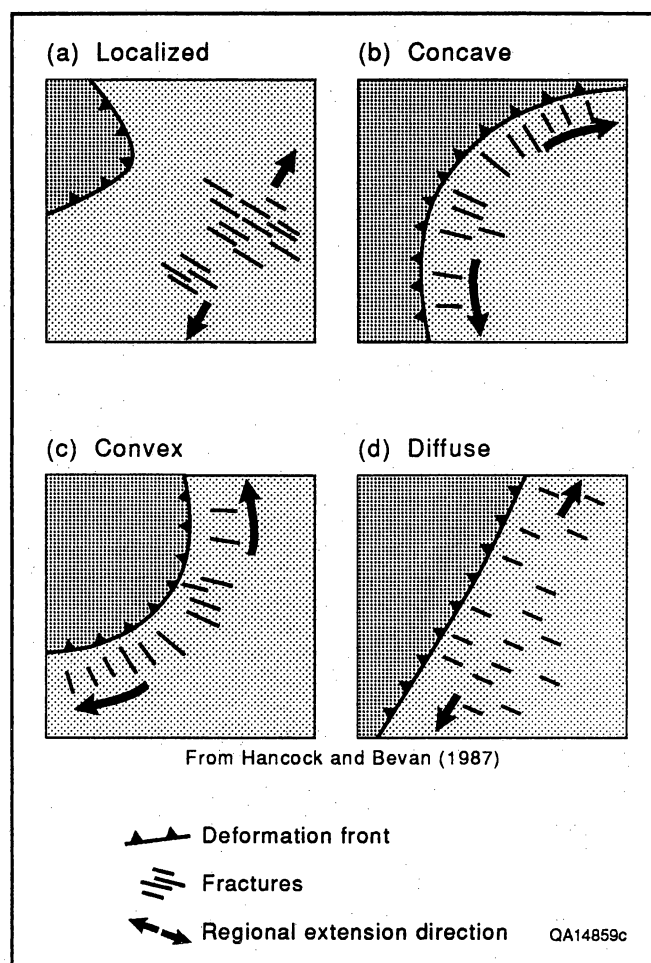 (a) Localized
(b) Concave
(c) Convex
(d) Diffuse
From Hancock and Bevan (1987)
Deformation front
Fractures
Regional extension direction
QA14859c